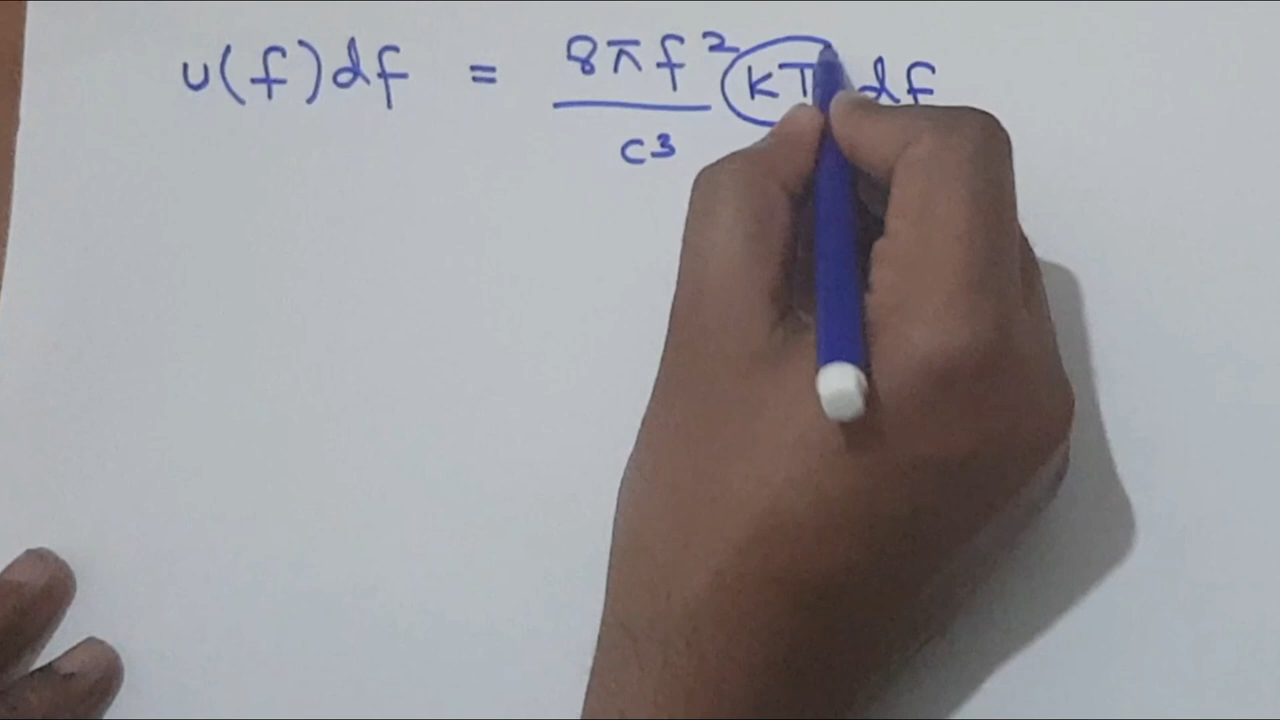 u(f)df = 8πf² kT df
c³